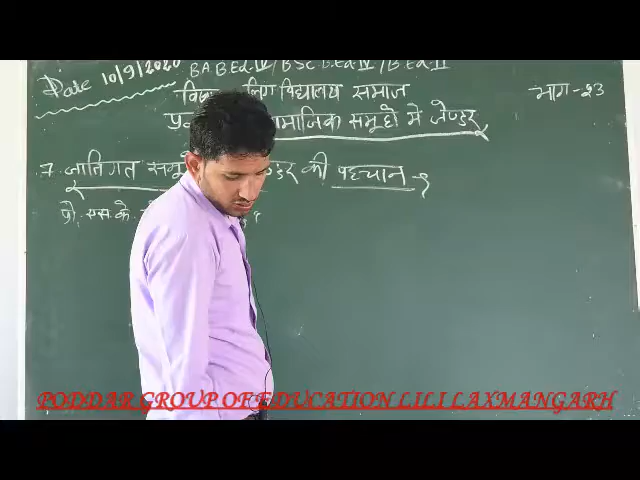 Date 10/9/2020 BA.B.Ed-IV/BSC.B.Ed-IV/B.Ed-II
लिंग विद्यालय समाज भाग-23
सामाजिक समूहो मे जेण्डर
7. जातिगत की पहचान
प्रो. एस. के.
PODDAR GROUP OF EDUCATION LILI LAXMANGARH